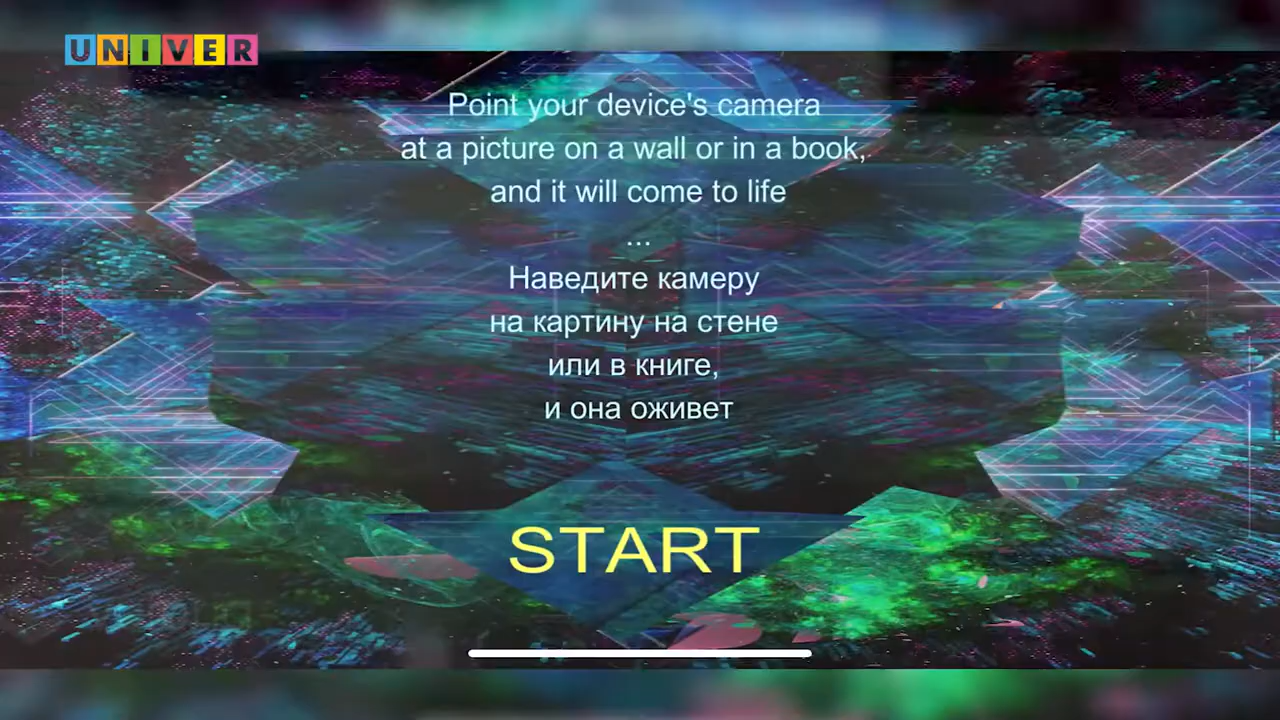 UNIVER
Point your device's camera
at a picture on a wall or in a book,
and it will come to life
...
Наведите камеру
на картину на стене
или в книге,
и она оживет
START